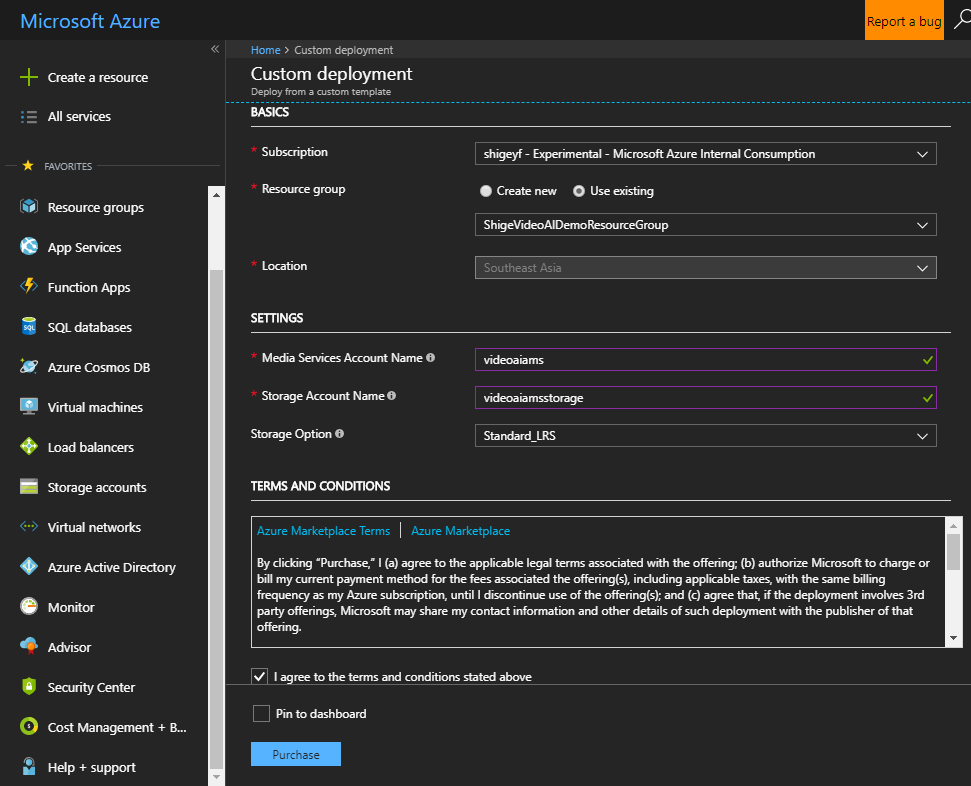 Microsoft Azure
Report a bug
Create a resource
All services
FAVORITES
Resource groups
App Services
Function Apps
SQL databases
Azure Cosmos DB
Virtual machines
Load balancers
Storage accounts
Virtual networks
Azure Active Directory
Monitor
Advisor
Security Center
Cost Management + B...
Help + support
Home > Custom deployment
Custom deployment
Deploy from a custom template
BASICS
* Subscription
shigeyf - Experimental - Microsoft Azure Internal Consumption
* Resource group
Create new Use existing
ShigeVideoAIDemoResourceGroup
* Location
Southeast Asia
SETTINGS
* Media Services Account Name
videoaiams
* Storage Account Name
videoaiamsstorage
Storage Option
Standard_LRS
TERMS AND CONDITIONS
Azure Marketplace Terms | Azure Marketplace
By clicking “Purchase,” I (a) agree to the applicable legal terms associated with the offering; (b) authorize Microsoft to charge or
bill my current payment method for the fees associated the offering(s), including applicable taxes, with the same billing
frequency as my Azure subscription, until I discontinue use of the offering(s); and (c) agree that, if the deployment involves 3rd
party offerings, Microsoft may share my contact information and other details of such deployment with the publisher of that
offering.
I agree to the terms and conditions stated above
Pin to dashboard
Purchase